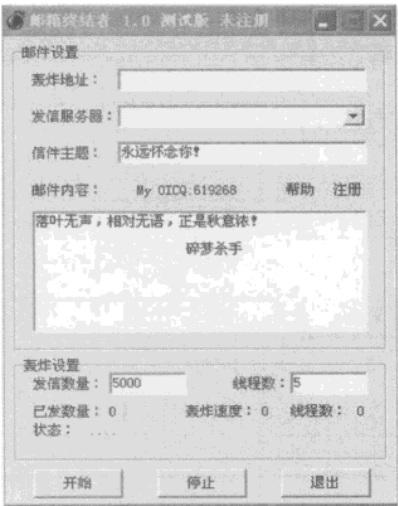 邮箱终结者 1.0 测试版 未注册
邮件设置
轰炸地址：
发信服务器：
信件主题： 永远怀念你！
邮件内容： My OICQ:619268 帮助 注册
落叶无声，相对无语，正是秋意浓！
碎梦杀手
轰炸设置
发信数量： 5000 线程数： 5
已发数量： 0 轰炸速度： 0 线程数： 0
状态： ....
开始 停止 退出